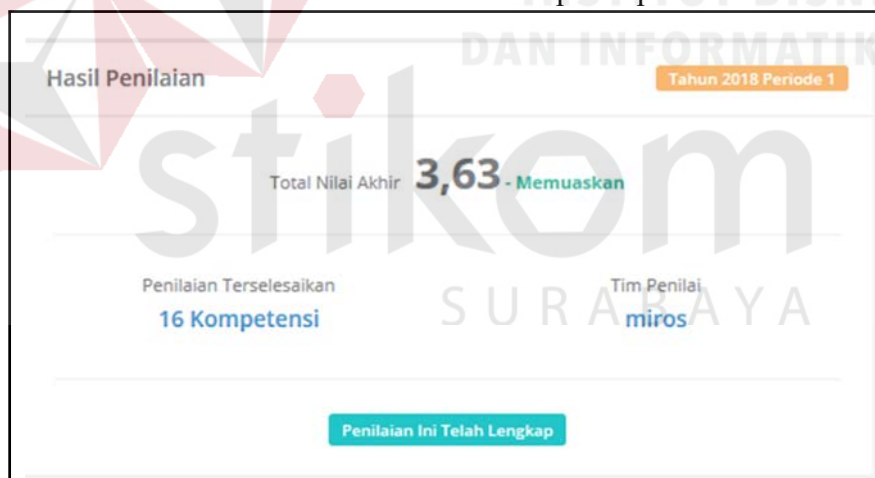 DAN INFORMATIK
Hasil Penilaian
Tahun 2018 Periode 1
stikom
Total Nilai Akhir 3,63 - Memuaskan
Penilaian Terselesaikan
Tim Penilai
SURABAYA
16 Kompetensi
miros
Penilaian Ini Telah Lengkap